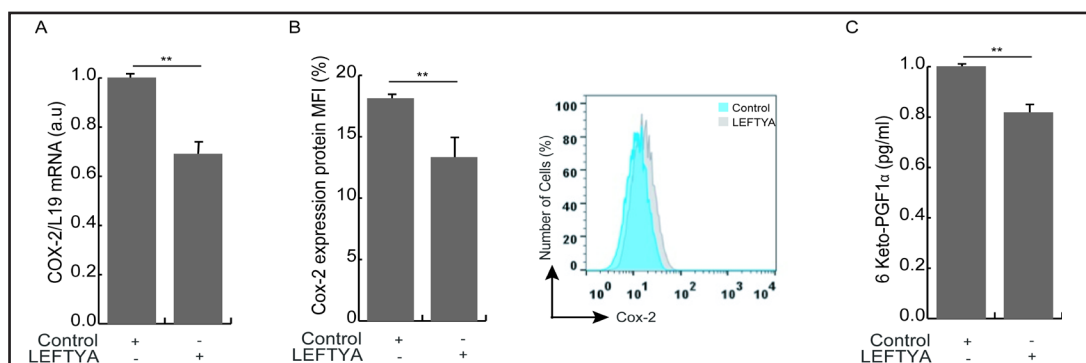 A
COX-2/L19 mRNA (a.u)
1.0
0.8
0.6
0.4
0.2
0.0
**
Control + -
LEFTYA - +
B
Cox-2 expression protein MFI (%)
20
15
10
5
0
**
Control + -
LEFTYA - +
Number of Cells (%)
100
80
60
40
20
0
Control
LEFTYA
10⁰ 10¹ 10² 10³ 10⁴
Cox-2
C
6 Keto-PGF1α (pg/ml)
1.0
0.8
0.6
0.4
0.2
0.0
**
Control + -
LEFTYA - +